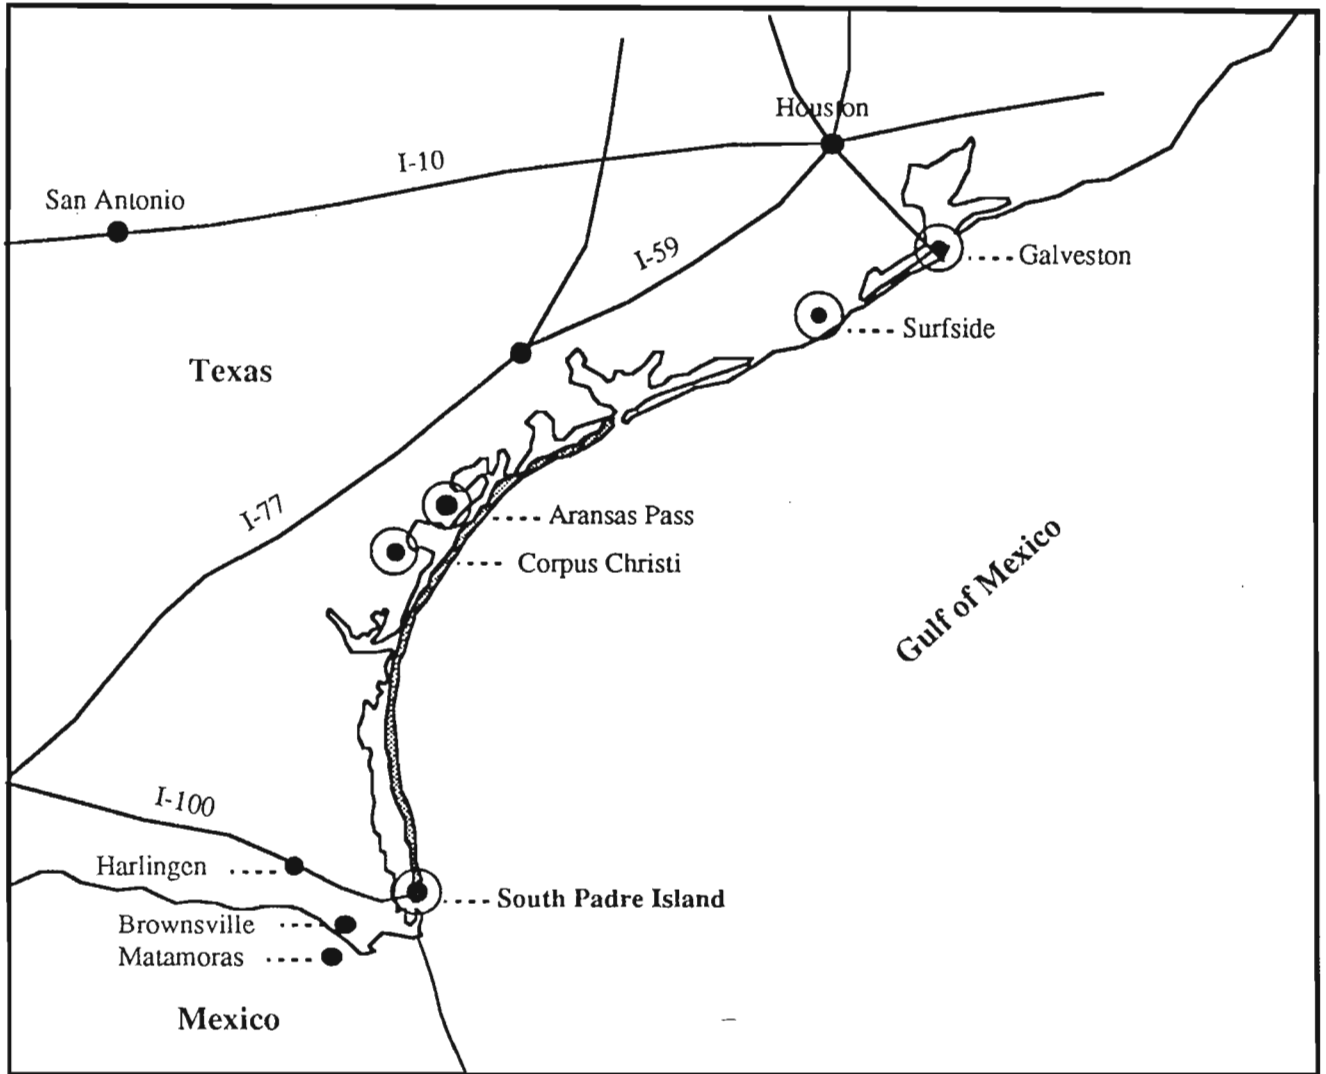 Houston
I-10
San Antonio
I-59
Galveston
Surfside
Texas
I-77
Aransas Pass
Corpus Christi
Gulf of Mexico
I-100
Harlingen
South Padre Island
Brownsville
Matamoras
Mexico